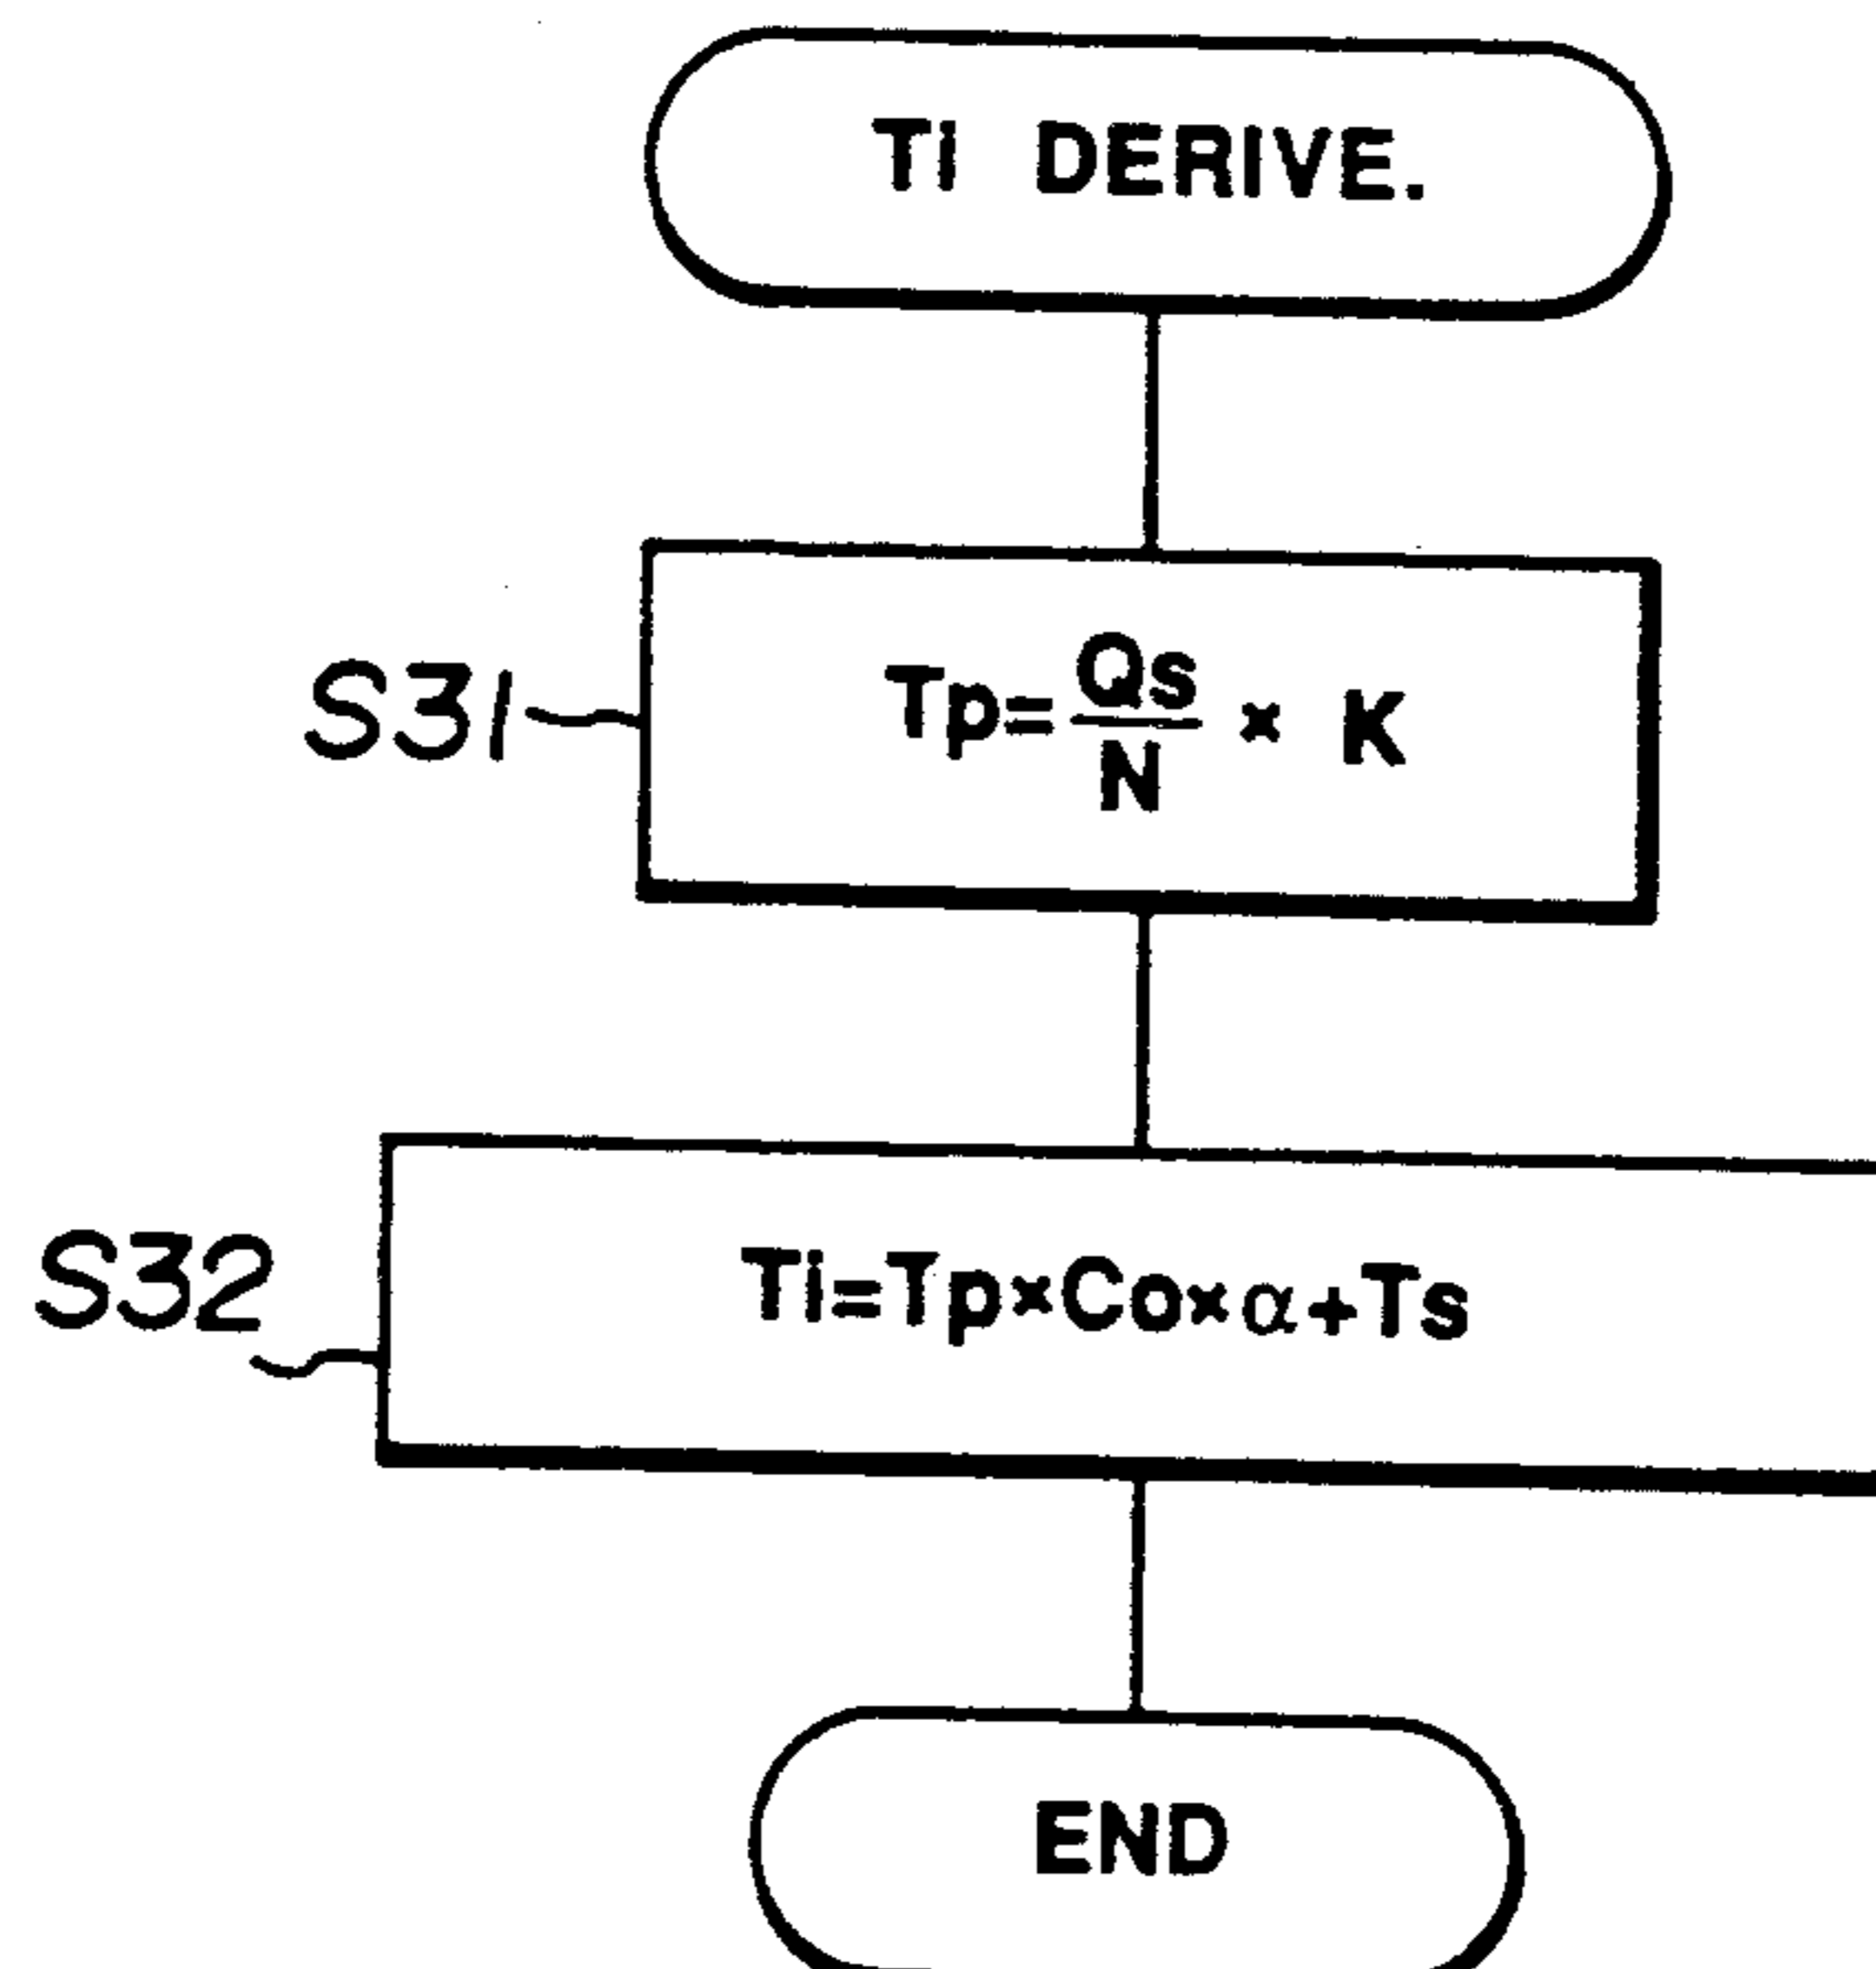 Ti DERIVE.
S31
Tp=Qs/N × K
S32
Ti=Tp×Co×α+Ts
END